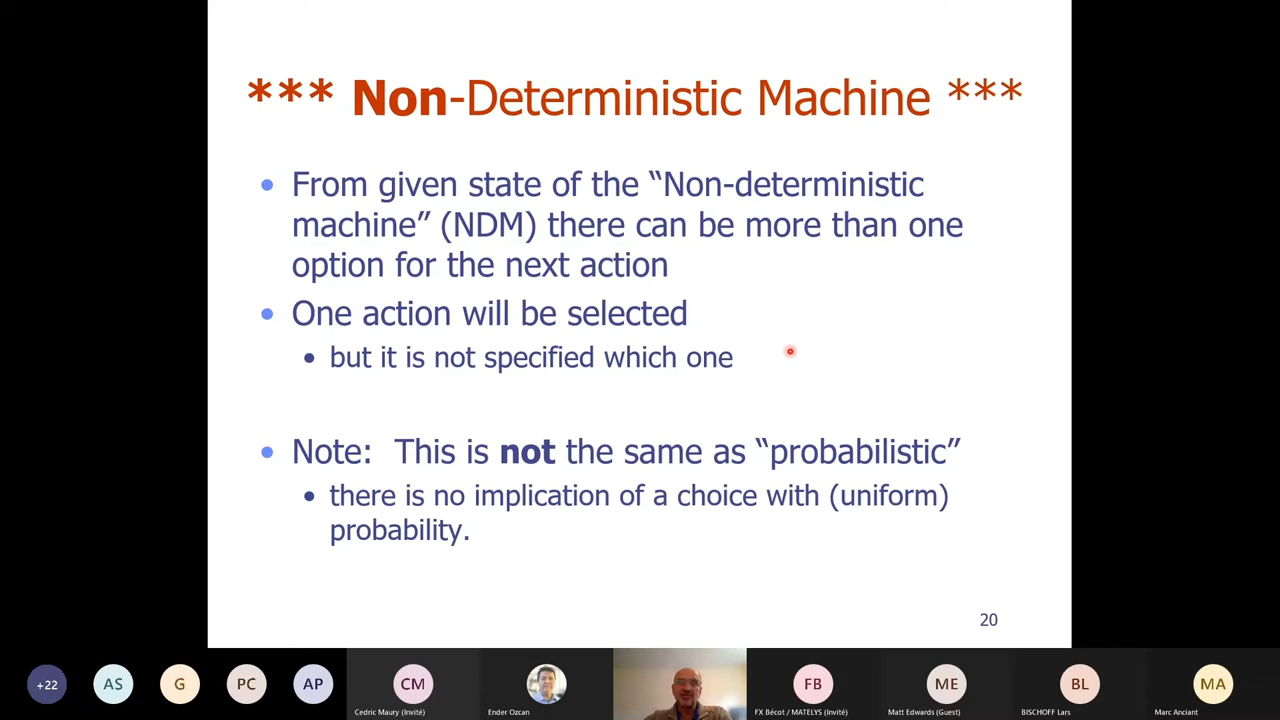 *** Non-Deterministic Machine ***
• From given state of the “Non-deterministic
machine” (NDM) there can be more than one
option for the next action
• One action will be selected
• but it is not specified which one
• Note: This is not the same as “probabilistic”
• there is no implication of a choice with (uniform)
probability.
20
+22
AS
G
PC
AP
CM
FB
ME
BL
MA
Cedric Maury (Invité)
Ender Ozcan
FX Bécot / MATELYS (Invité)
Matt Edwards (Guest)
BISCHOFF Lars
Marc Anciant